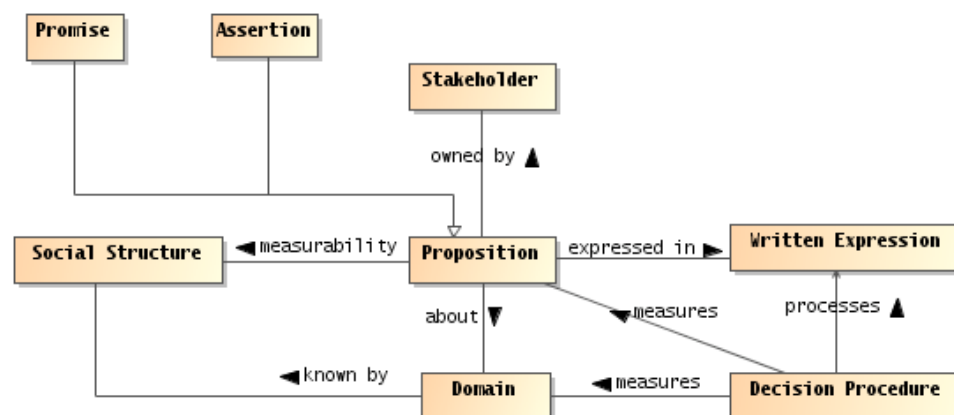 Promise
Assertion
Stakeholder
owned by
Social Structure
measurability
Proposition
expressed in
Written Expression
about
measures
processes
known by
Domain
measures
Decision Procedure